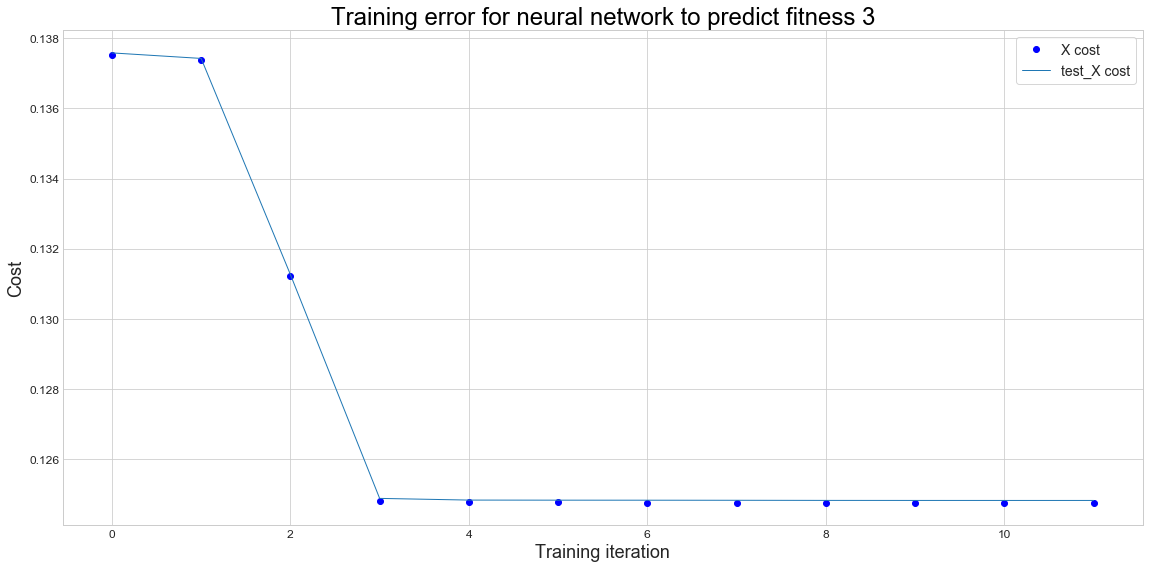 Training error for neural network to predict fitness 3
X cost
test_X cost
0.138
0.136
0.134
0.132
0.130
0.128
0.126
Cost
0 2 4 6 8 10
Training iteration